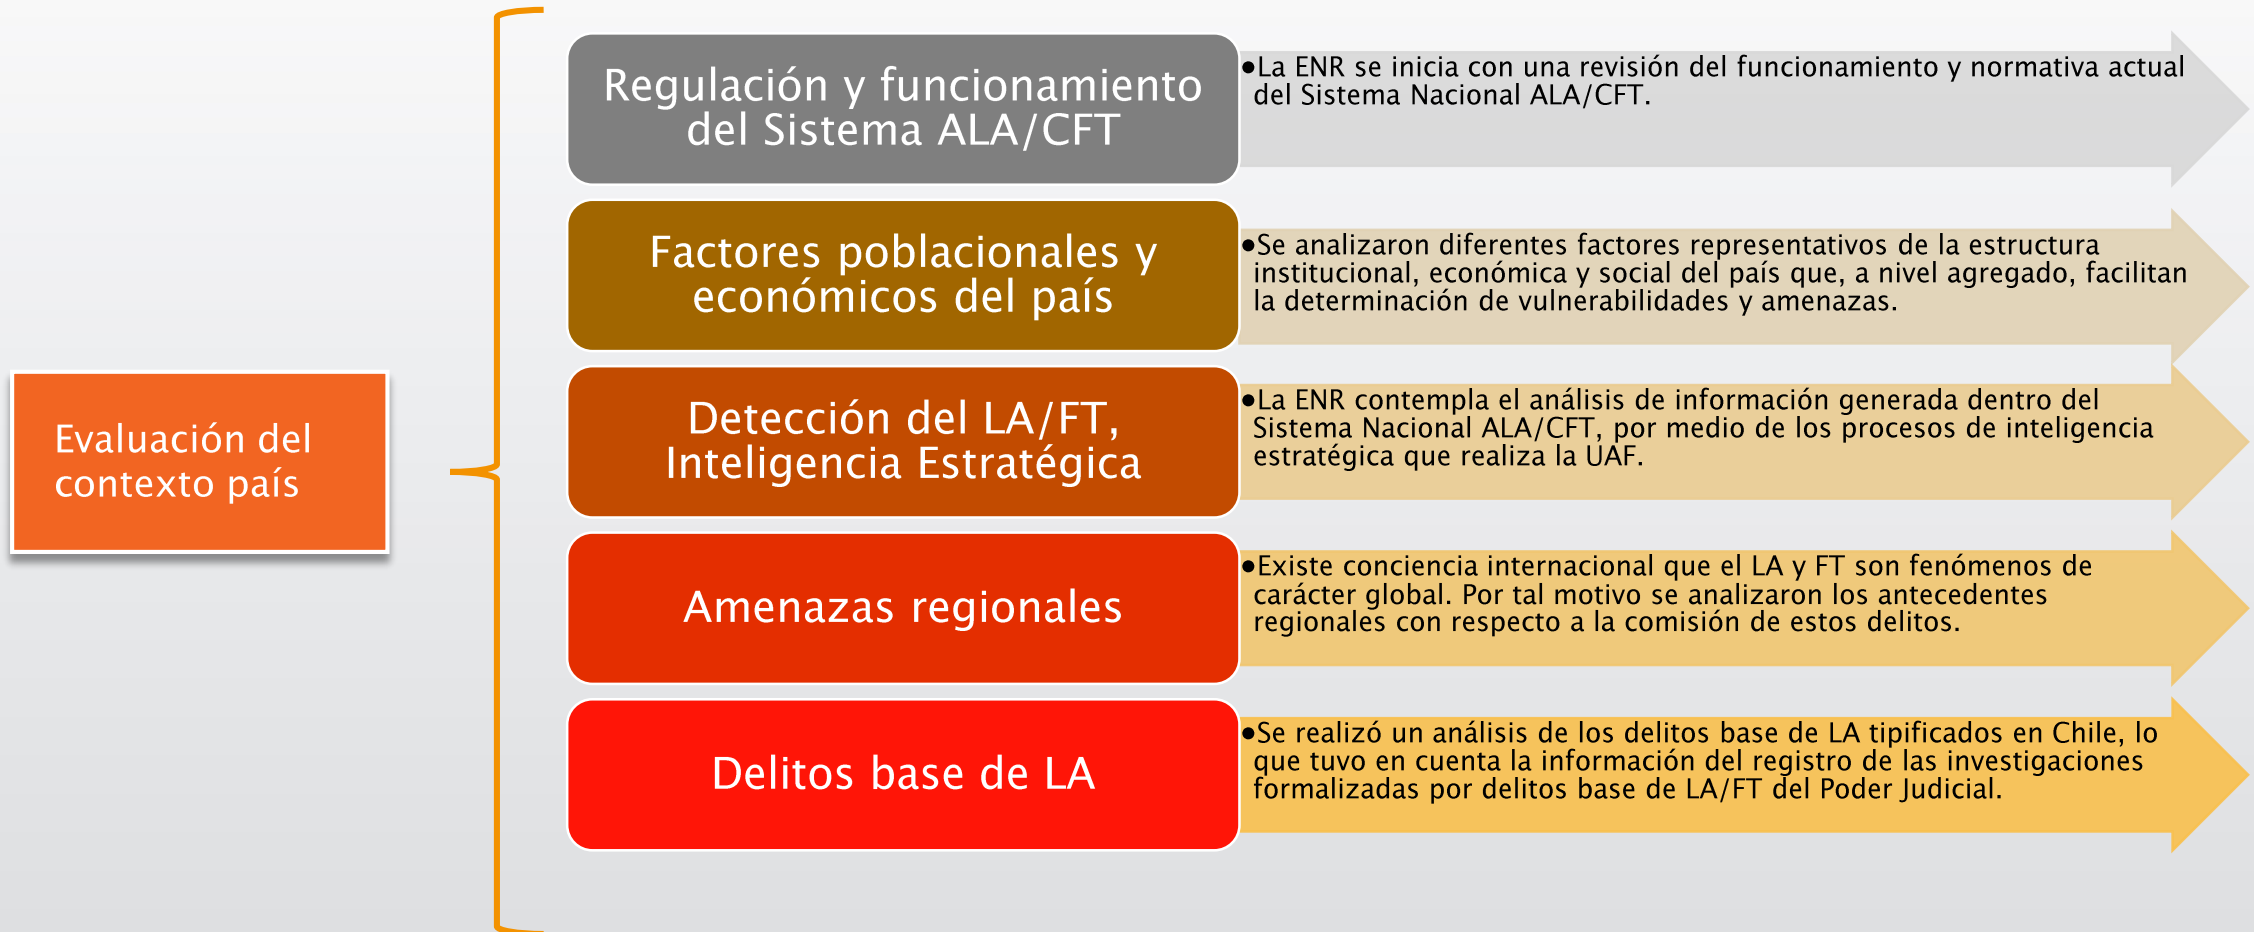 Evaluación del
contexto país
Regulación y funcionamiento
del Sistema ALA/CFT
•La ENR se inicia con una revisión del funcionamiento y normativa actual
del Sistema Nacional ALA/CFT.
Factores poblacionales y
económicos del país
•Se analizaron diferentes factores representativos de la estructura
institucional, económica y social del país que, a nivel agregado, facilitan
la determinación de vulnerabilidades y amenazas.
Detección del LA/FT,
Inteligencia Estratégica
•La ENR contempla el análisis de información generada dentro del
Sistema Nacional ALA/CFT, por medio de los procesos de inteligencia
estratégica que realiza la UAF.
Amenazas regionales
•Existe conciencia internacional que el LA y FT son fenómenos de
carácter global. Por tal motivo se analizaron los antecedentes
regionales con respecto a la comisión de estos delitos.
Delitos base de LA
•Se realizó un análisis de los delitos base de LA tipificados en Chile, lo
que tuvo en cuenta la información del registro de las investigaciones
formalizadas por delitos base de LA/FT del Poder Judicial.